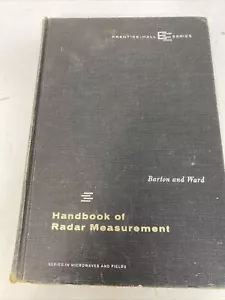 PRENTICE-HALL EE SERIES
Barton and Ward
Handbook of
Radar Measurement
SERIES IN MICROWAVES AND FIELDS